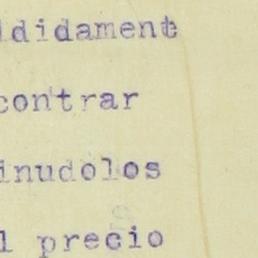 ldidament
contrar
inudolos
l precio